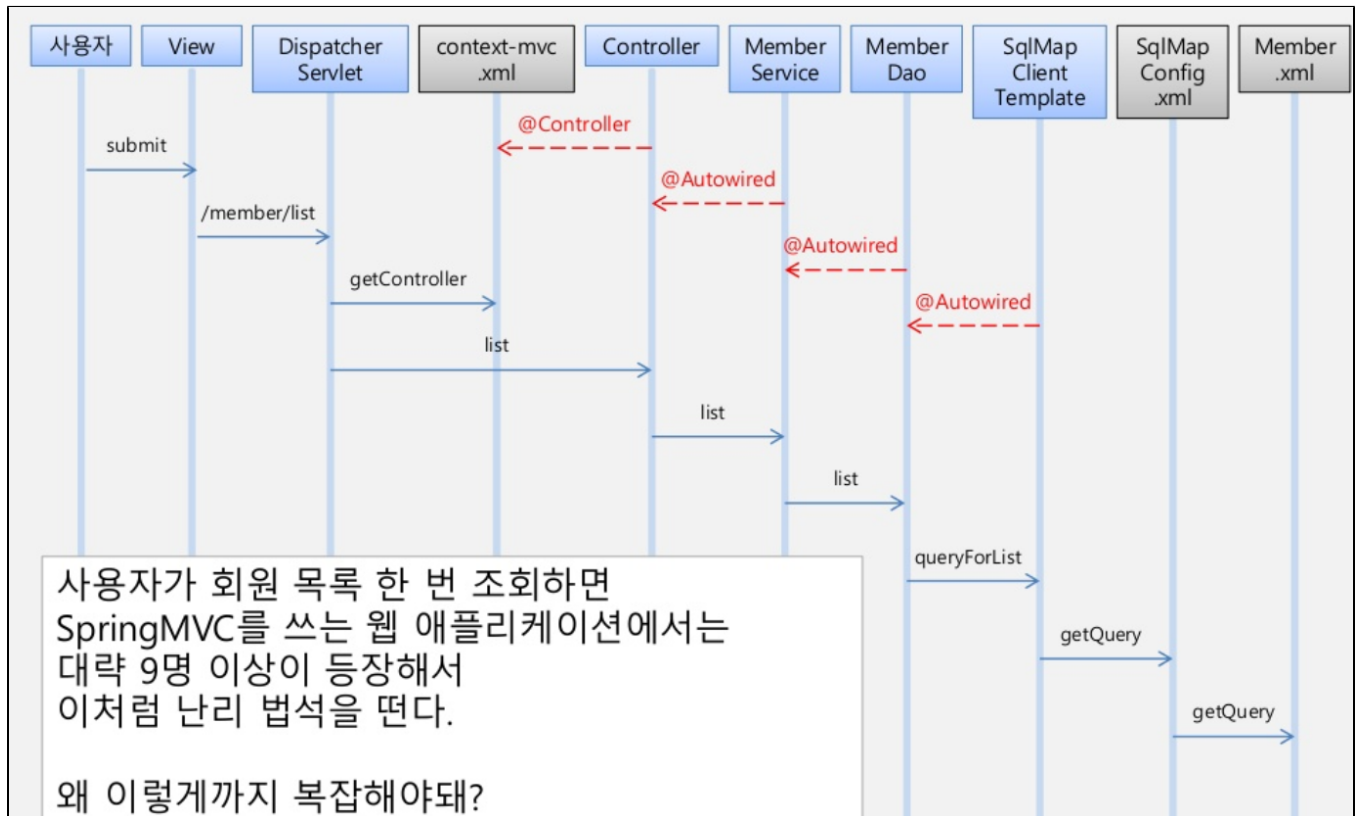 사용자
View
Dispatcher
Servlet
context-mvc
.xml
Controller
Member
Service
Member
Dao
SqlMap
Client
Template
SqlMap
Config
.xml
Member
.xml
@Controller
submit
@Autowired
/member/list
@Autowired
getController
@Autowired
list
list
list
queryForList
getQuery
getQuery
사용자가 회원 목록 한 번 조회하면
SpringMVC를 쓰는 웹 애플리케이션에서는
대략 9명 이상이 등장해서
이처럼 난리 법석을 떤다.
왜 이렇게까지 복잡해야돼?